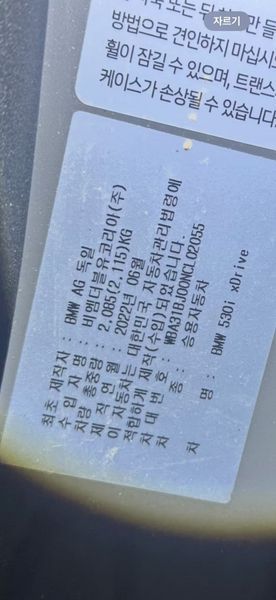 자르기
방법으로 견인하지 마십시오
휠이 잠길 수 있으며, 트랜스
케이스가 손상될 수 있습니다
최초 제작자 : BMW AG 독일
수 입 자 명 : 비엠더블유코리아(주)
차량 총중량 : 2.085(2.115)KG
제 작 연 월 : 2022년 06월
이 자동차는 대한민국 자동차관리법령에
적합하게 제작(수입)되었습니다.
차 대 번 호 : WBA31BJ00NCL02055
차 종 : 승용자동차
차 명 : BMW 530i xDrive